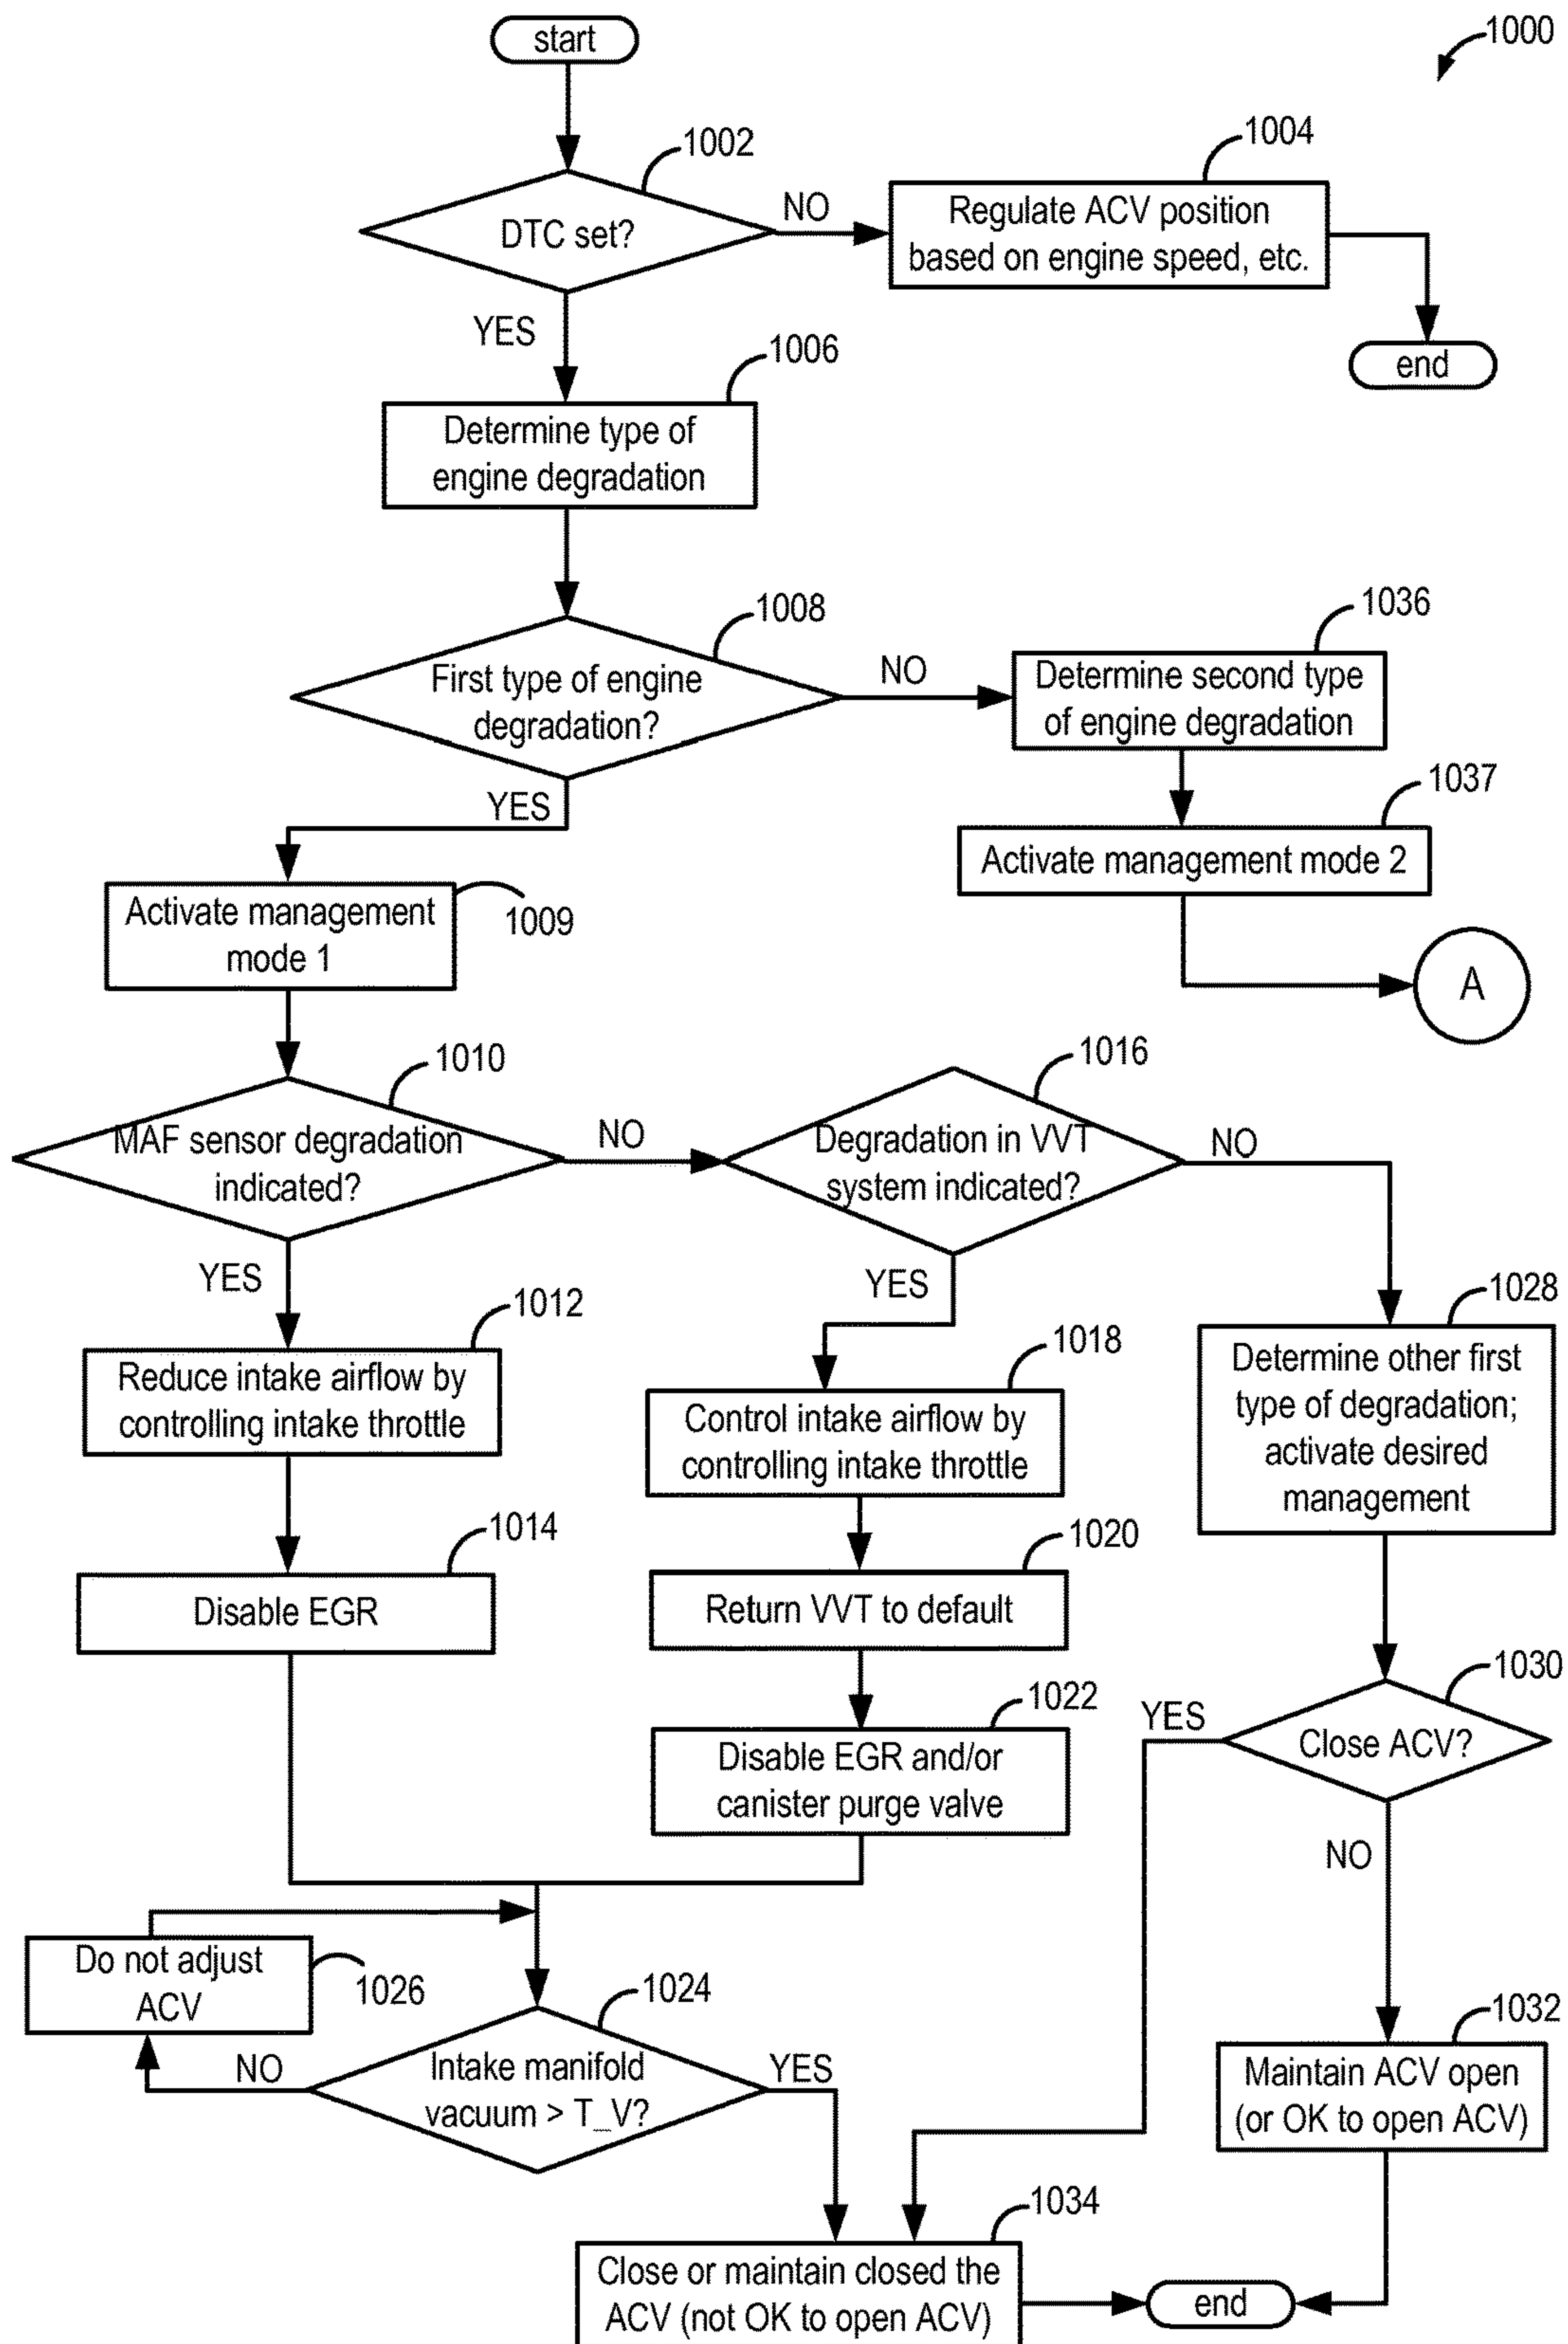 start
1000
1002
DTC set?
NO
1004
Regulate ACV position
based on engine speed, etc.
end
YES
1006
Determine type of
engine degradation
1008
First type of engine
degradation?
NO
1036
Determine second type
of engine degradation
1037
Activate management mode 2
A
YES
Activate management
mode 1
1009
1010
MAF sensor degradation
indicated?
NO
1016
Degradation in VVT
system indicated?
NO
YES
1012
Reduce intake airflow by
controlling intake throttle
1014
Disable EGR
YES
1018
Control intake airflow by
controlling intake throttle
1020
Return VVT to default
1022
Disable EGR and/or
canister purge valve
1028
Determine other first
type of degradation;
activate desired
management
1030
Close ACV?
YES
NO
1032
Maintain ACV open
(or OK to open ACV)
Do not adjust
ACV
1026
1024
Intake manifold
vacuum > T_V?
NO
YES
1034
Close or maintain closed the
ACV (not OK to open ACV)
end